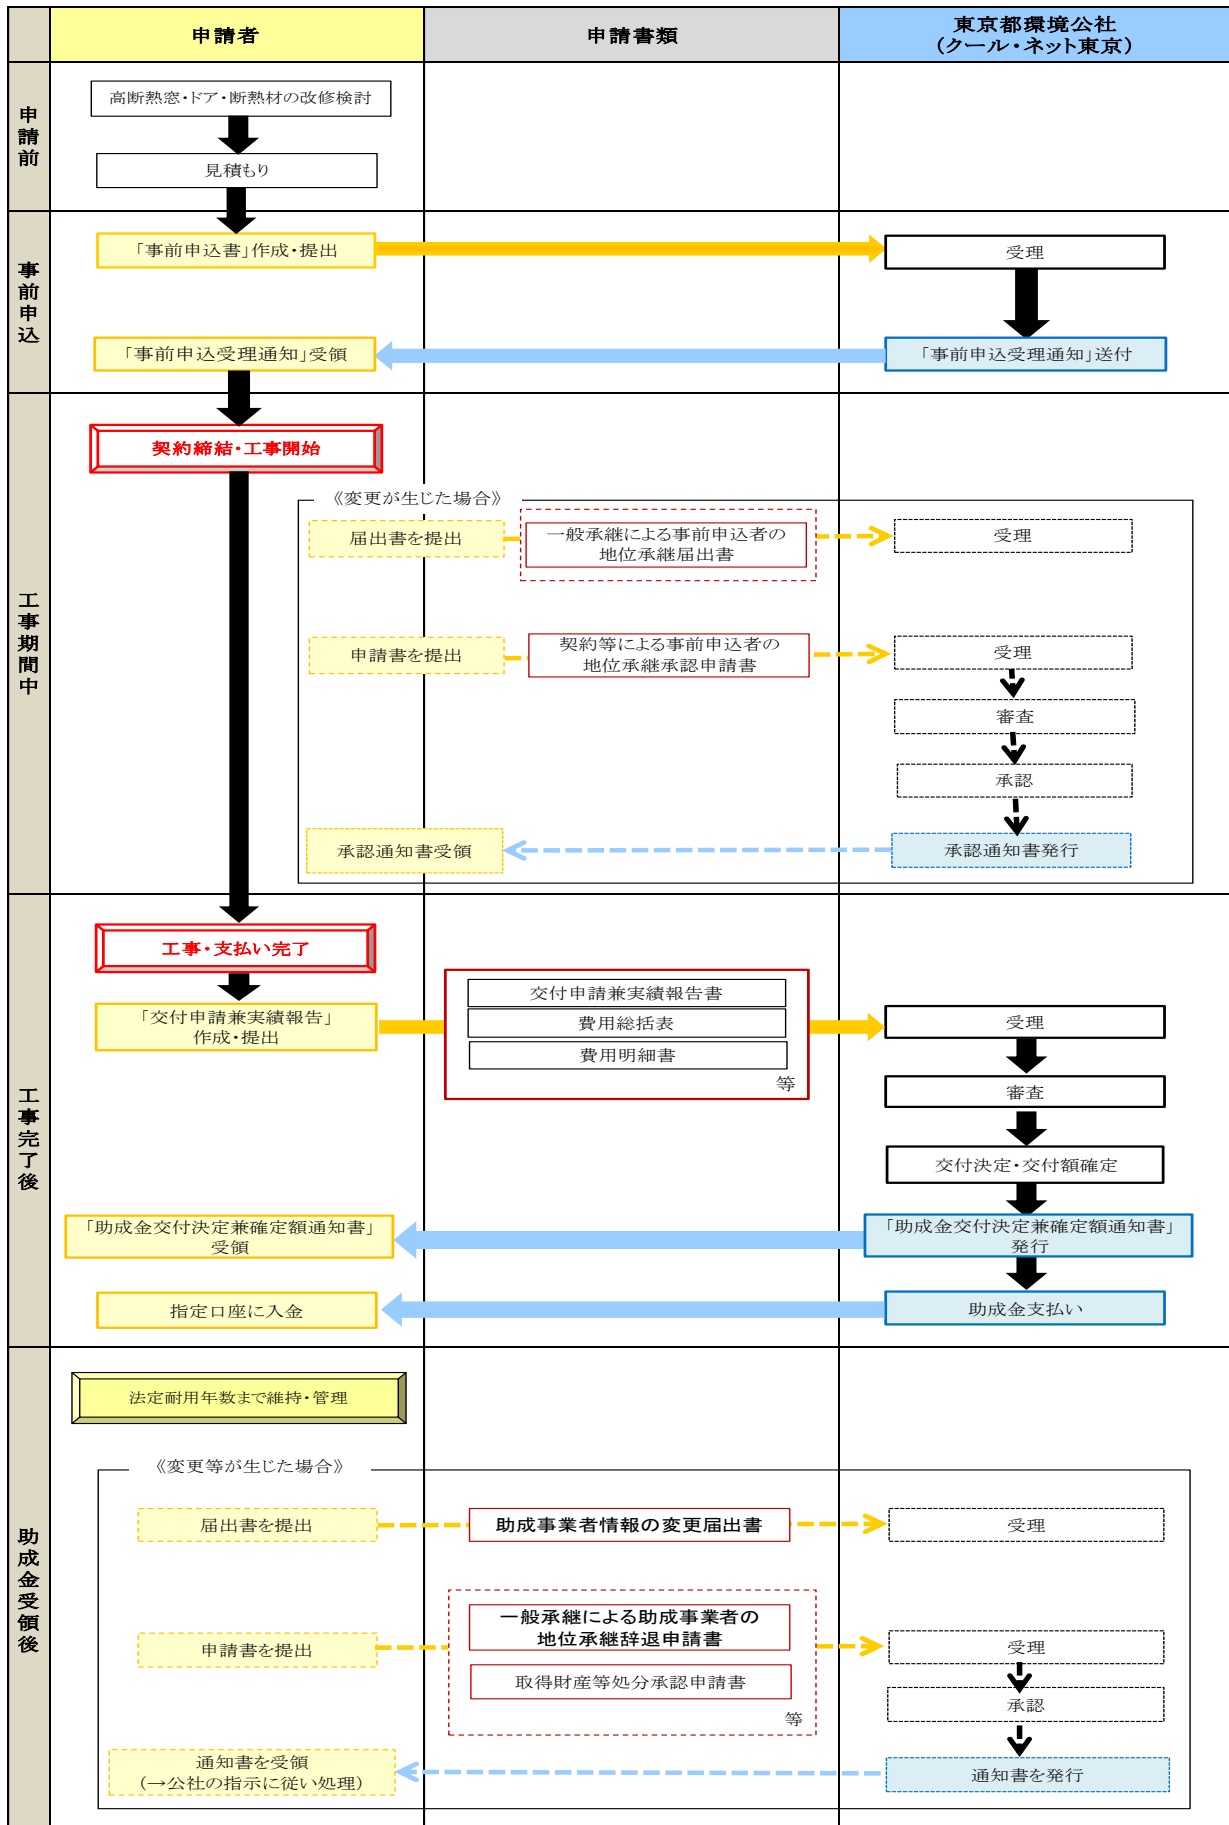 申請者
申請書類
東京都環境公社
（クール・ネット東京）
申請前
高断熱窓・ドア・断熱材の改修検討
見積もり
事前申込
「事前申込書」作成・提出
受理
「事前申込受理通知」受領
「事前申込受理通知」送付
工事期間中
契約締結・工事開始
《変更が生じた場合》
届出書を提出
一般承継による事前申込者の
地位承継届出書
受理
申請書を提出
契約等による事前申込者の
地位承継承認申請書
受理
審査
承認
承認通知書受領
承認通知書発行
工事完了後
工事・支払い完了
「交付申請兼実績報告」
作成・提出
交付申請兼実績報告書
費用総括表
費用明細書
等
受理
審査
交付決定・交付額確定
「助成金交付決定兼確定額通知書」
受領
「助成金交付決定兼確定額通知書」
発行
指定口座に入金
助成金支払い
助成金受領後
法定耐用年数まで維持・管理
《変更等が生じた場合》
届出書を提出
助成事業者情報の変更届出書
受理
申請書を提出
一般承継による助成事業者の
地位承継辞退申請書
取得財産等処分承認申請書
等
受理
承認
通知書を受領
（→公社の指示に従い処理）
通知書を発行